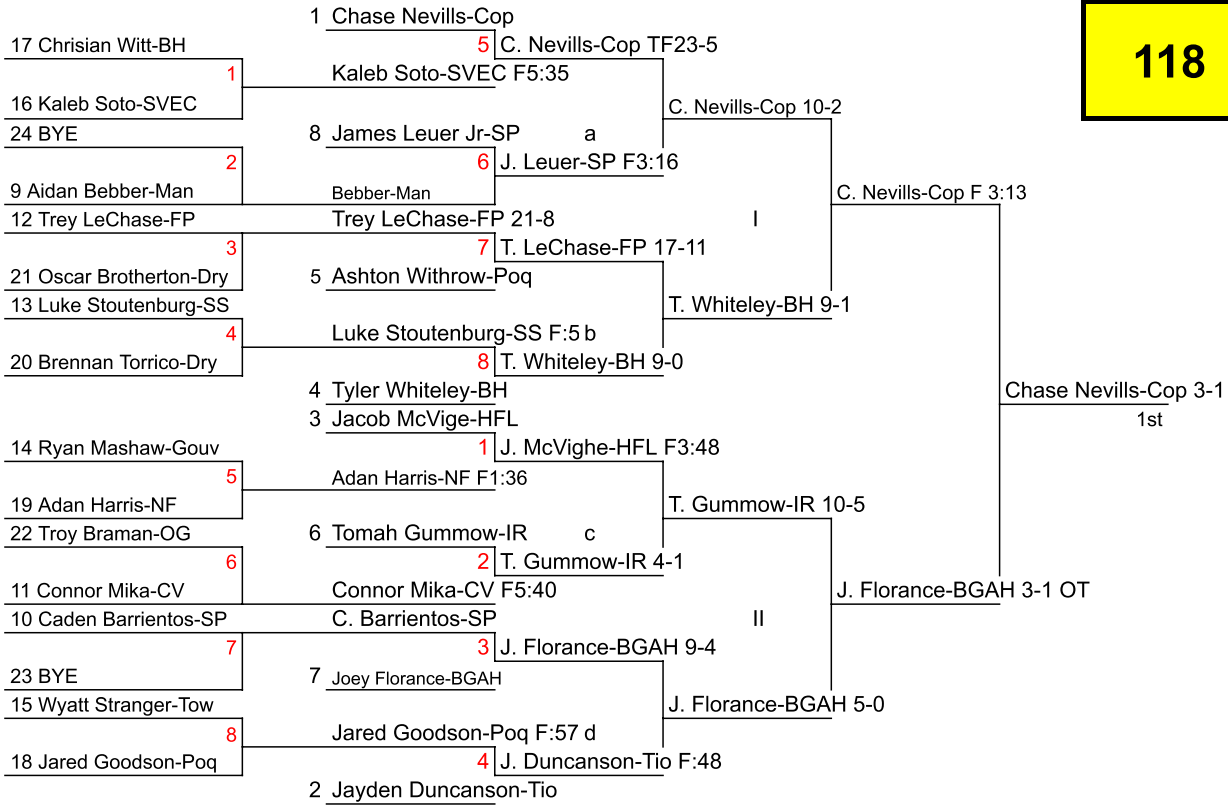 1 Chase Nevills-Cop
17 Chrisian Witt-BH
5 C. Nevills-Cop TF23-5
118
1 Kaleb Soto-SVEC F5:35
16 Kaleb Soto-SVEC
C. Nevills-Cop 10-2
24 BYE
8 James Leuer Jr-SP a
2
6 J. Leuer-SP F3:16
9 Aidan Bebber-Man
Bebber-Man
C. Nevills-Cop F 3:13
12 Trey LeChase-FP
Trey LeChase-FP 21-8
I
3
7 T. LeChase-FP 17-11
21 Oscar Brotherton-Dry
5 Ashton Withrow-Poq
13 Luke Stoutenburg-SS
T. Whiteley-BH 9-1
4
Luke Stoutenburg-SS F:5 b
20 Brennan Torrico-Dry
8 T. Whiteley-BH 9-0
4 Tyler Whiteley-BH
Chase Nevills-Cop 3-1
3 Jacob McVige-HFL
1st
14 Ryan Mashaw-Gouv
1 J. McVighe-HFL F3:48
5
Adan Harris-NF F1:36
19 Adan Harris-NF
T. Gummow-IR 10-5
22 Troy Braman-OG
6 Tomah Gummow-IR c
6
2 T. Gummow-IR 4-1
11 Connor Mika-CV
Connor Mika-CV F5:40
J. Florance-BGAH 3-1 OT
10 Caden Barrientos-SP
C. Barrientos-SP
II
7
3 J. Florance-BGAH 9-4
23 BYE
7 Joey Florance-BGAH
15 Wyatt Stranger-Tow
J. Florance-BGAH 5-0
8
Jared Goodson-Poq F:57 d
18 Jared Goodson-Poq
4 J. Duncanson-Tio F:48
2 Jayden Duncanson-Tio